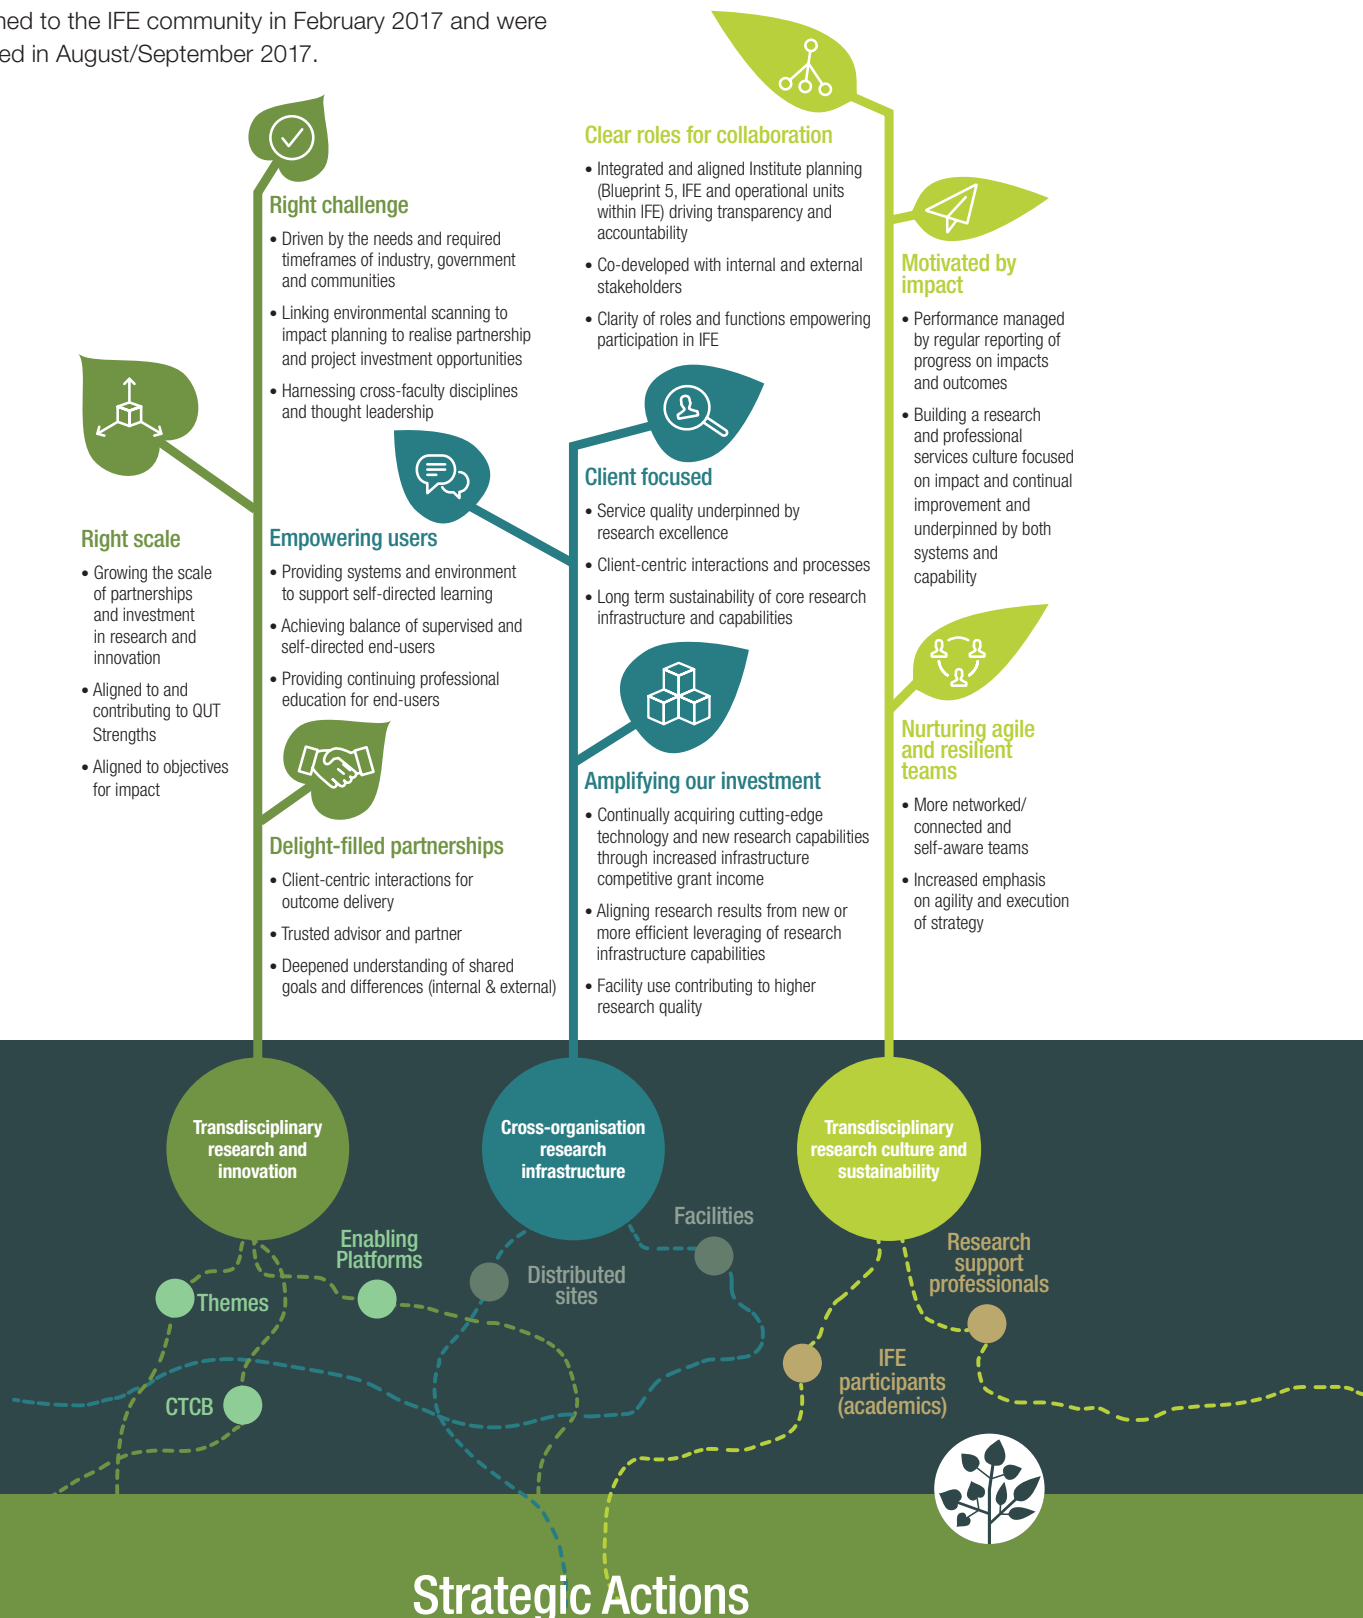 to the IFE community in February 2017 and were
in August/September 2017.
Right challenge
• Driven by the needs and required
timeframes of industry, government
and communities
• Linking environmental scanning to
impact planning to realise partnership
and project investment opportunities
• Harnessing cross-faculty disciplines
and thought leadership
Right scale
• Growing the scale
of partnerships
and investment
in research and
innovation
• Aligned to and
contributing to QUT
Strengths
• Aligned to objectives
for impact
Delight-filled partnerships
• Client-centric interactions for
outcome delivery
• Trusted advisor and partner
• Deepened understanding of shared
goals and differences (internal & external)
Empowering users
• Providing systems and environment
to support self-directed learning
• Achieving balance of supervised and
self-directed end-users
• Providing continuing professional
education for end-users
Client focused
• Service quality underpinned by
research excellence
• Client-centric interactions and processes
• Long term sustainability of core research
infrastructure and capabilities
Amplifying our investment
• Continually acquiring cutting-edge
technology and new research capabilities
through increased infrastructure
competitive grant income
• Aligning research results from new or
more efficient leveraging of research
infrastructure capabilities
• Facility use contributing to higher
research quality
Clear roles for collaboration
• Integrated and aligned Institute planning
(Blueprint 5, IFE and operational units
within IFE) driving transparency and
accountability
• Co-developed with internal and external
stakeholders
• Clarity of roles and functions empowering
participation in IFE
Motivated by
impact
• Performance managed
by regular reporting of
progress on impacts
and outcomes
• Building a research
and professional
services culture focused
on impact and continual
improvement and
underpinned by both
systems and
capability
Nurturing agile
and resilient
teams
• More networked/
connected and
self-aware teams
• Increased emphasis
on agility and execution
of strategy
Transdisciplinary
research and
innovation
Cross-organisation
research
infrastructure
Transdisciplinary
research culture and
sustainability
Themes
Enabling
Platforms
CTCB
Distributed
sites
Facilities
IFE
participants
(academics)
Research
support
professionals
Strategic Actions